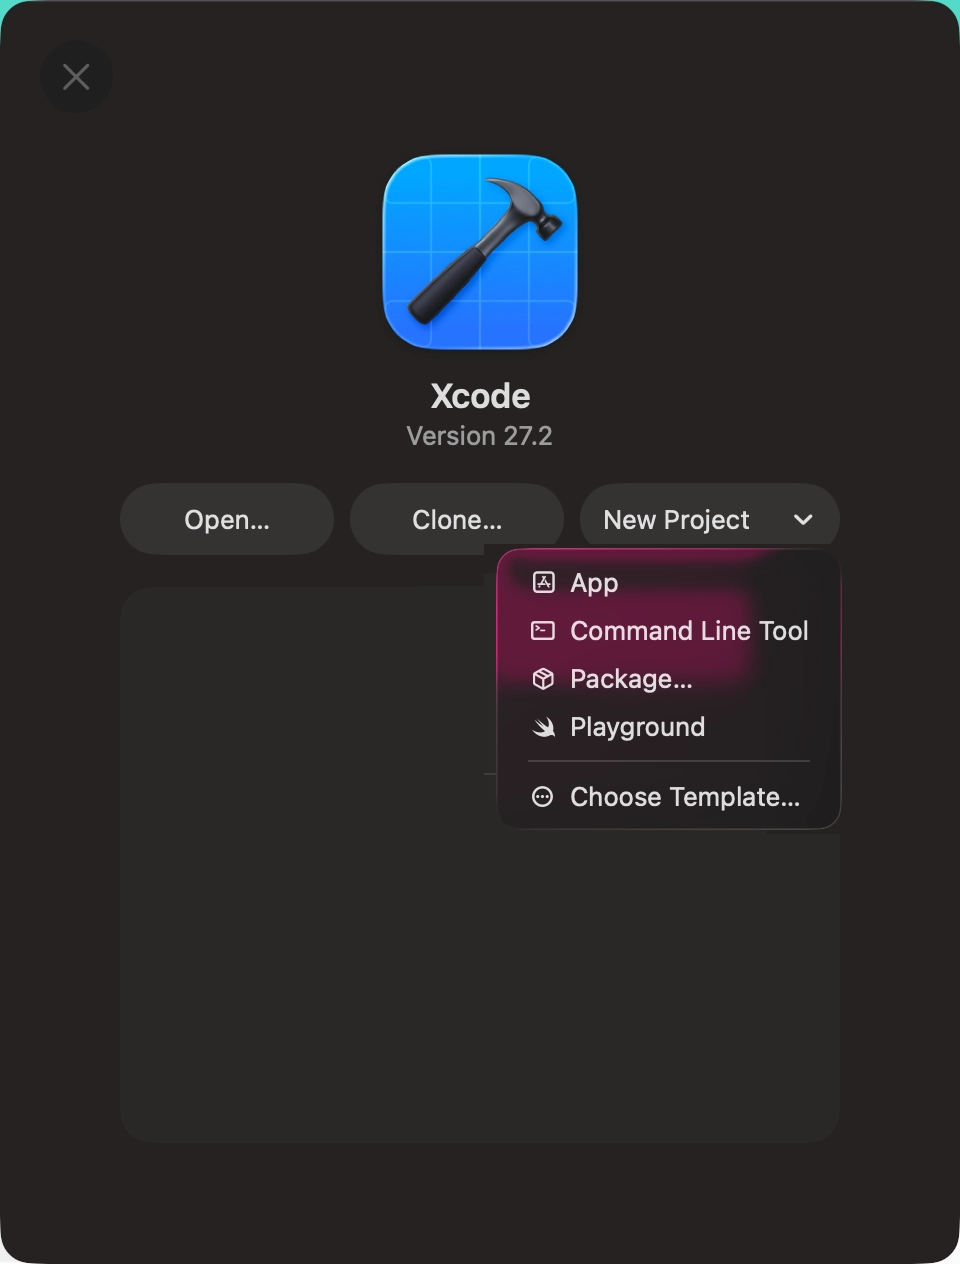 Xcode
Version 27.2
Open...
Clone...
New Project
App
Command Line Tool
Package...
Playground
Choose Template...